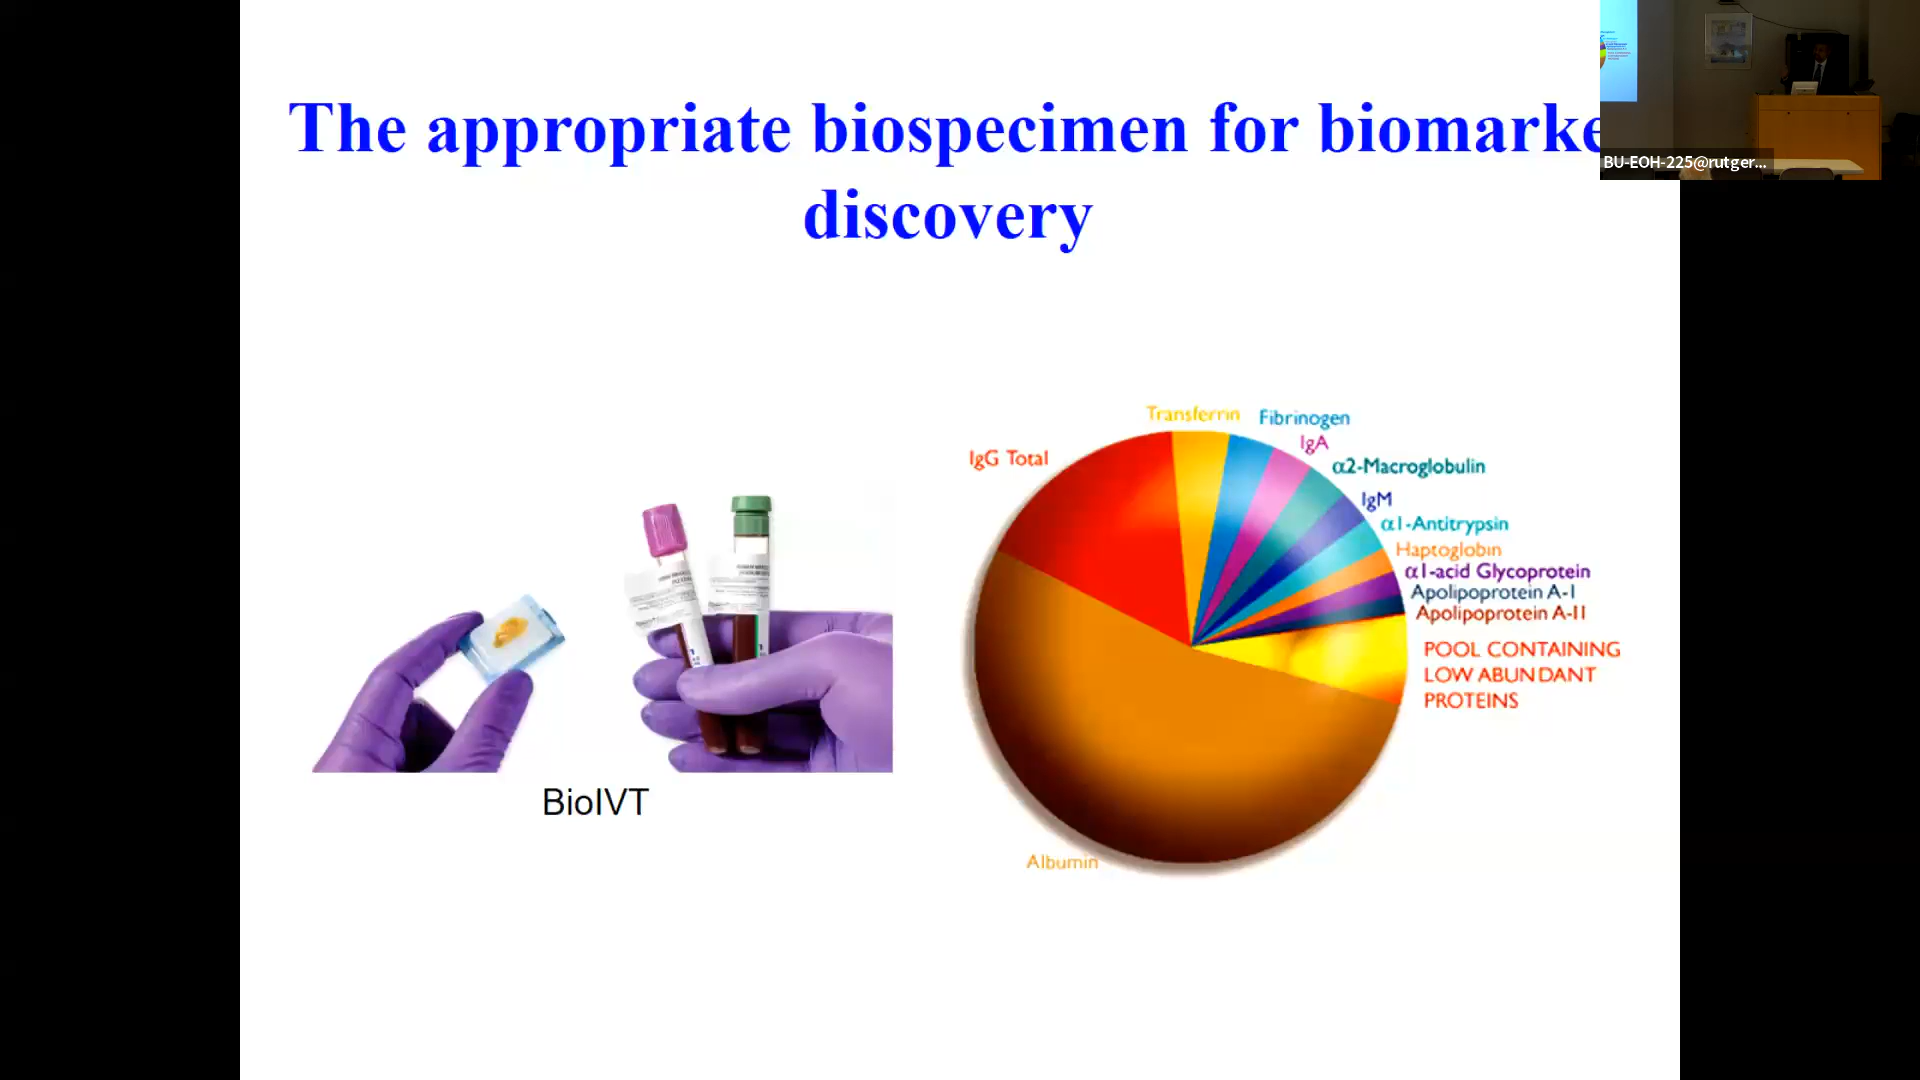 The appropriate biospecimen for biomarke
discovery
BU-EOH-225@rutger...
Transferrin
Fibrinogen
IgA
IgG Total
α2-Macroglobulin
IgM
α1-Antitrypsin
Haptoglobin
α1-acid Glycoprotein
Apolipoprotein A-I
Apolipoprotein A-II
POOL CONTAINING
LOW ABUNDANT
PROTEINS
BioIVT
Albumin